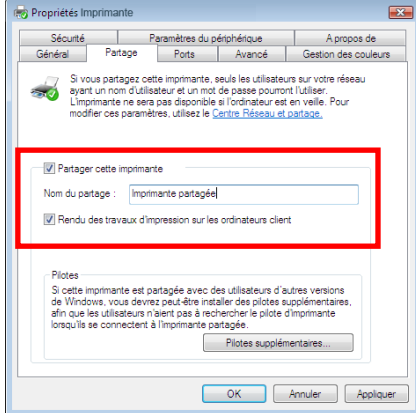 Propriétés Imprimante
Sécurité Paramètres du périphérique A propos de
Général Partage Ports Avancé Gestion des couleurs
Si vous partagez cette imprimante, seuls les utilisateurs sur votre réseau
ayant un nom d'utilisateur et un mot de passe pourront l'utiliser.
L'imprimante ne sera pas disponible si l'ordinateur est en veille. Pour
modifier ces paramètres, utilisez le Centre Réseau et partage.
Partager cette imprimante
Nom du partage : Imprimante partagée
Rendu des travaux d'impression sur les ordinateurs client
Pilotes
Si cette imprimante est partagée avec des utilisateurs d'autres versions
de Windows, vous devrez peut-être installer des pilotes supplémentaires,
afin que les utilisateurs n'aient pas à rechercher le pilote d'imprimante
lorsqu'ils se connectent à l'imprimante partagée.
Pilotes supplémentaires...
OK Annuler Appliquer